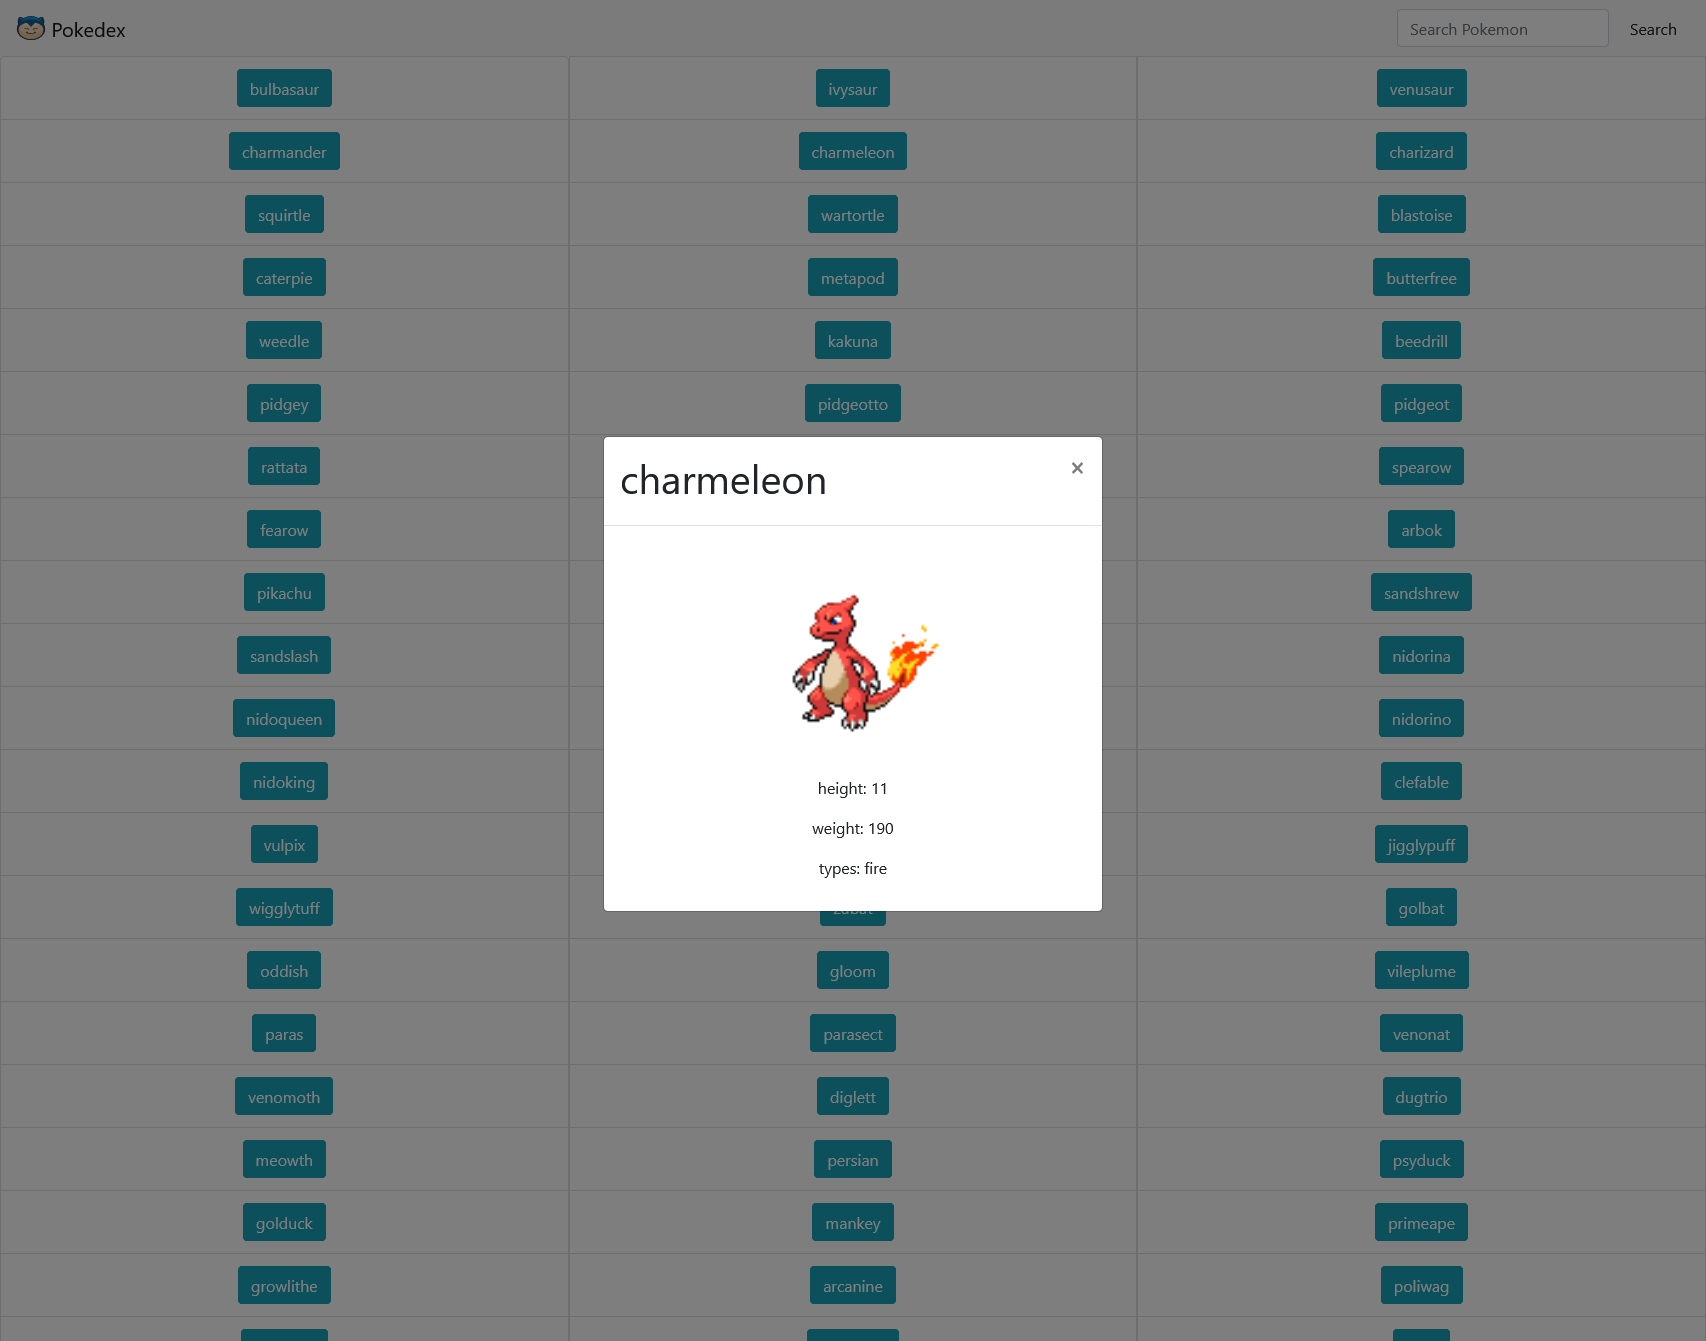 Pokedex Search Pokemon Search
bulbasaur ivysaur venusaur
charmander charmeleon charizard
squirtle wartortle blastoise
caterpie metapod butterfree
weedle kakuna beedrill
pidgey pidgeotto pidgeot
rattata spearow
fearow arbok
pikachu sandshrew
sandslash nidorina
nidoqueen nidorino
nidoking clefable
vulpix jigglypuff
wigglytuff zubat golbat
oddish gloom vileplume
paras parasect venonat
venomoth diglett dugtrio
meowth persian psyduck
golduck mankey primeape
growlithe arcanine poliwag
charmeleon ×
height: 11
weight: 190
types: fire